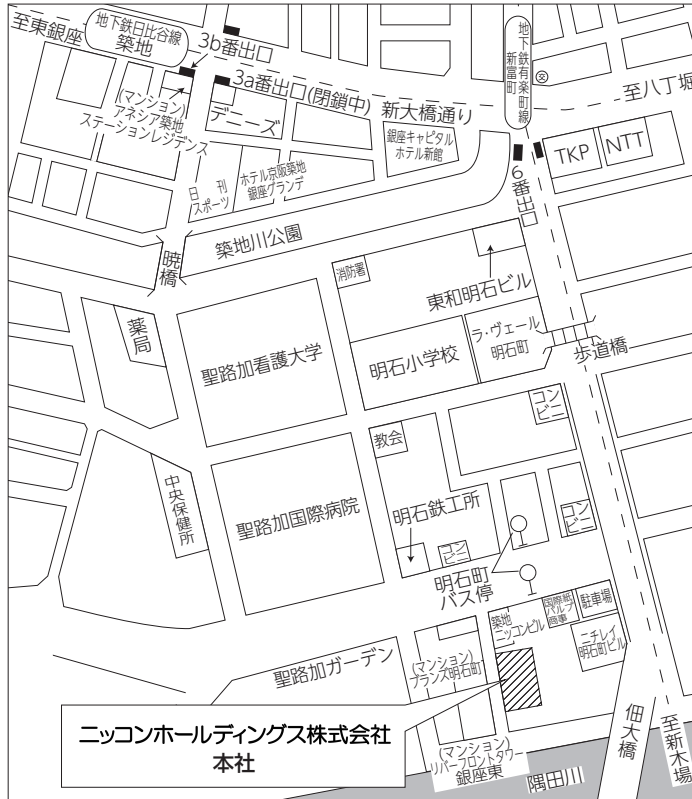 至東銀座
地下鉄日比谷線
築地
3b番出口
3a番出口(閉鎖中)
新大橋通り
地下鉄有楽町線
新富町
至八丁堀
(マンション)
アネシア築地
ステーションレジデンス
デニーズ
銀座キャピタル
ホテル新館
6番出口
TKP
NTT
日刊
スポーツ
ホテル京阪築地
銀座グランデ
築地川公園
暁橋
消防署
東和明石ビル
薬局
聖路加看護大学
明石小学校
ラ・ヴェール
明石町
歩道橋
コン
ビニ
教会
中央保健所
聖路加国際病院
明石鉄工所
コン
ビニ
コン
ビニ
明石町
バス停
築地
ニッコンビル
国際紙
パルプ
商事
駐車場
ニチレイ
明石町ビル
聖路加ガーデン
(マンション)
ブランズ明石町
ニッコンホールディングス株式会社
本社
(マンション)
リバーフロントタワー
銀座東
隅田川
佃大橋
至新木場